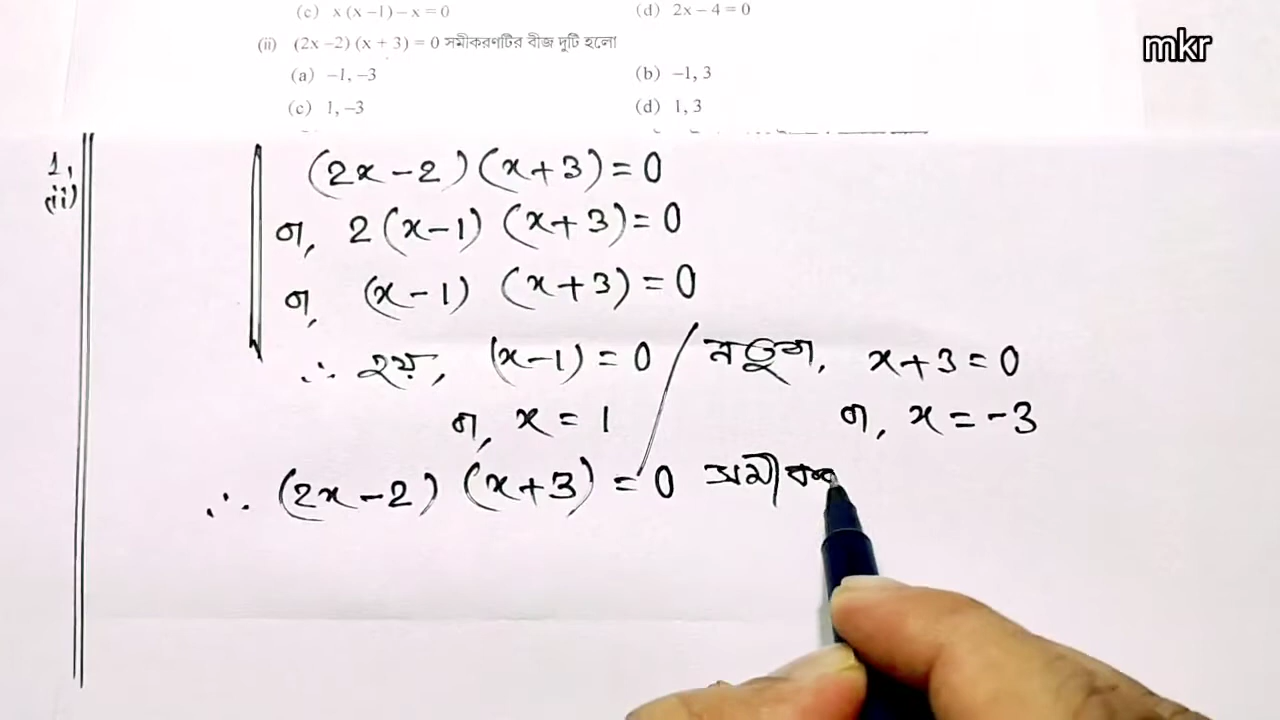 (c) x (x –1) – x = 0 (d) 2x – 4 = 0
mkr
(ii) (2x –2) (x + 3) = 0 সমীকরণটির বীজ দুটি হলো
(a) –1, –3 (b) –1, 3
(c) 1, –3 (d) 1, 3
1, (2x – 2) (x + 3) = 0
(ii)
বা, 2 (x – 1) (x + 3) = 0
বা, (x – 1) (x + 3) = 0
∴ হয়, (x – 1) = 0 / নতুবা, x + 3 = 0
বা, x = 1 বা, x = –3
∴ (2x – 2) (x + 3) = 0